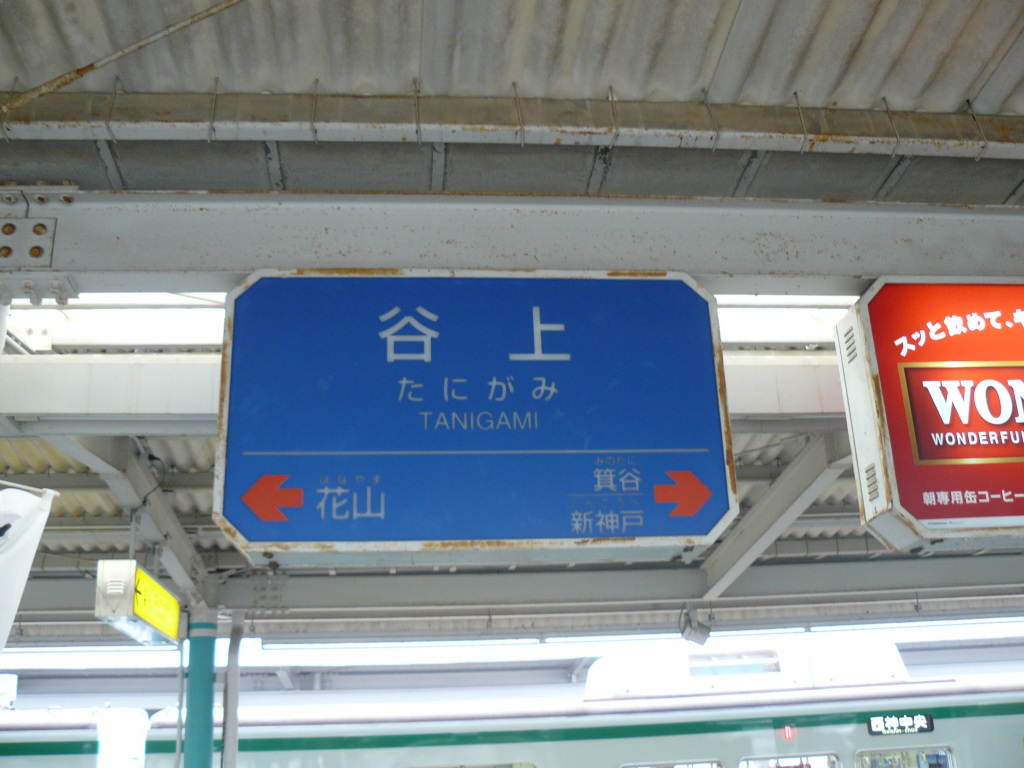 谷上
たにがみ
TANIGAMI
はなやま
花山
みのたに
箕谷
新神戸
スッと飲めて、キ
WON
WONDERFU
朝専用缶コーヒー
西神中央